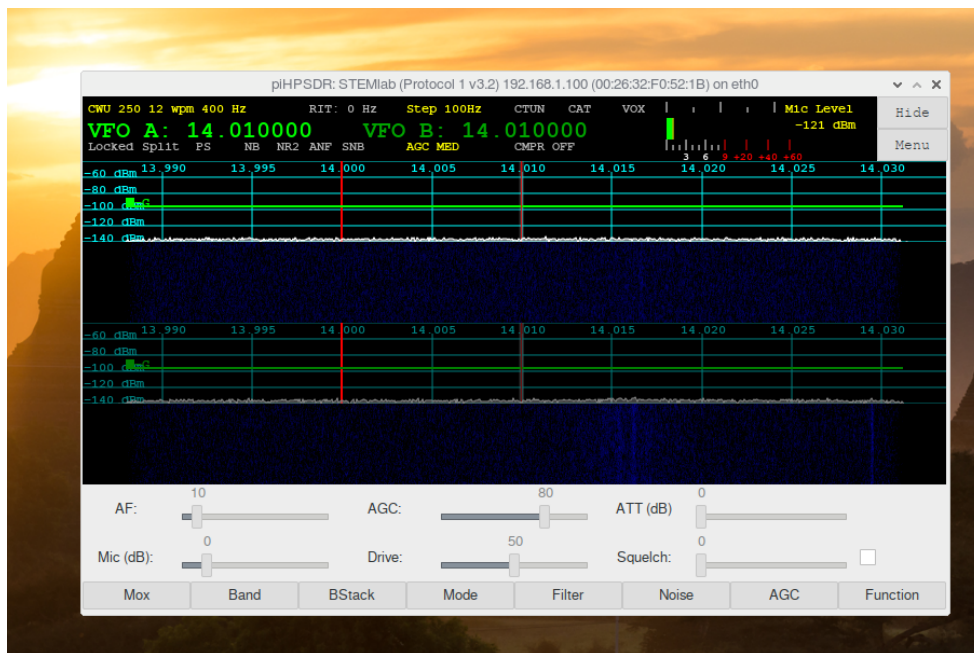 piHPSDR: STEMlab (Protocol 1 v3.2) 192.168.1.100 (00:26:32:F0:52:1B) on eth0
CWU 250 12 wpm 400 Hz RIT: 0 Hz Step 100Hz CTUN CAT VOX Mic Level Hide
VFO A: 14.010000 VFO B: 14.010000 -121 dBm
Locked Split PS NB NR2 ANF SNB AGC MED CMPR OFF Menu
3 6 9 +20 +40 +60
-60 dBm 13.990 13.995 14.000 14.005 14.010 14.015 14.020 14.025 14.030
-80 dBm
-100 dBm G
-120 dBm
-140 dBm
-60 dBm 13.990 13.995 14.000 14.005 14.010 14.015 14.020 14.025 14.030
-80 dBm
-100 dBm G
-120 dBm
-140 dBm
10 80 0
AF: AGC: ATT (dB)
0 50 0
Mic (dB): Drive: Squelch:
Mox Band BStack Mode Filter Noise AGC Function